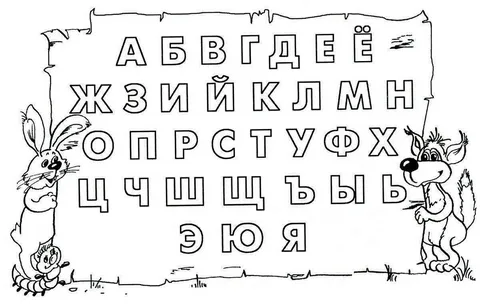 А Б В Г Д Е Ё
Ж З И Й К Л М Н
О П Р С Т У Ф Х
Ц Ч Ш Щ Ъ Ы Ь
Э Ю Я